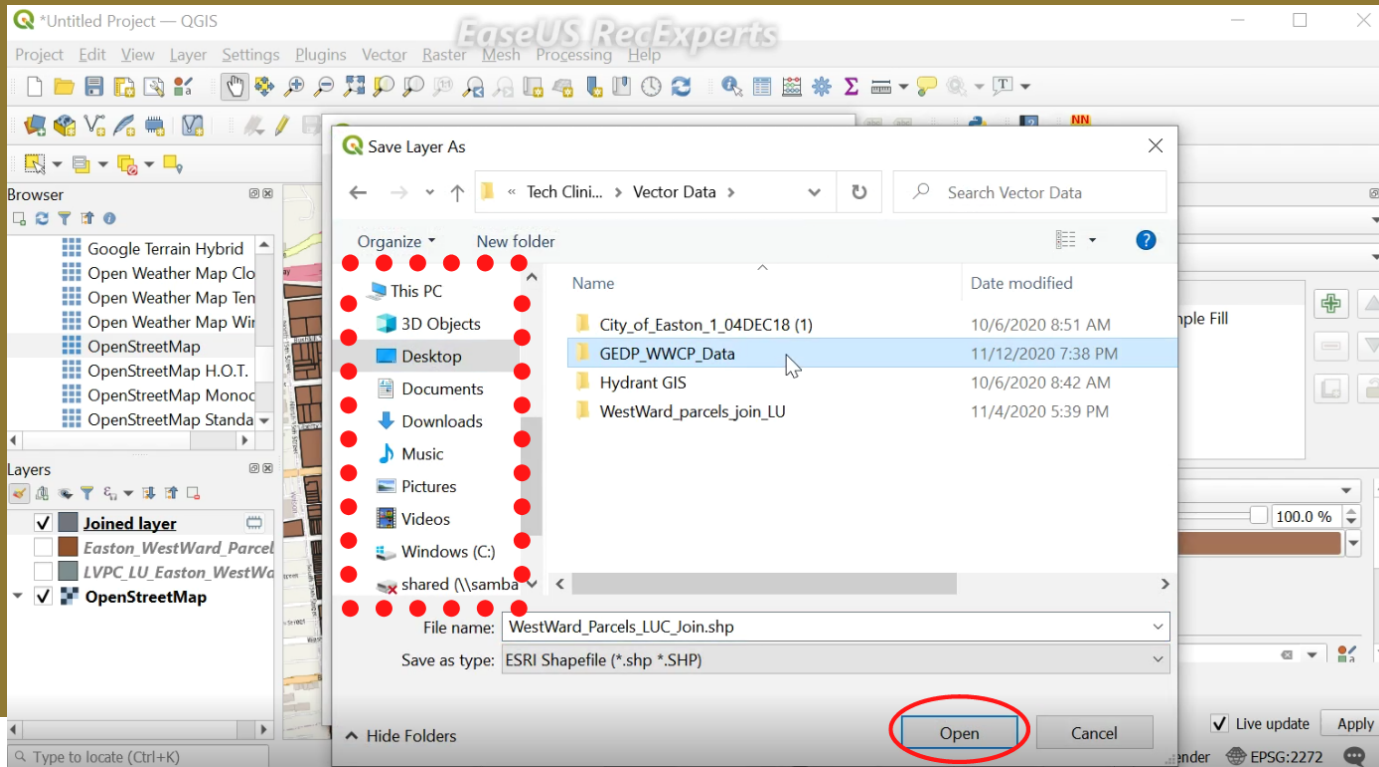 *Untitled Project — QGIS
EaseUS RecExperts
Project Edit View Layer Settings Plugins Vector Raster Mesh Processing Help
NN
Save Layer As
« Tech Clini... > Vector Data >
Search Vector Data
Organize
New folder
Name
Date modified
City_of_Easton_1_04DEC18 (1)
10/6/2020 8:51 AM
GEDP_WWCP_Data
11/12/2020 7:38 PM
Hydrant GIS
10/6/2020 8:42 AM
WestWard_parcels_join_LU
11/4/2020 5:39 PM
This PC
3D Objects
Desktop
Documents
Downloads
Music
Pictures
Videos
Windows (C:)
shared (\\samba
File name: WestWard_Parcels_LUC_Join.shp
Save as type: ESRI Shapefile (*.shp *.SHP)
Hide Folders
Open
Cancel
Browser
Google Terrain Hybrid
Open Weather Map Clo
Open Weather Map Ten
Open Weather Map Wir
OpenStreetMap
OpenStreetMap H.O.T.
OpenStreetMap Monoc
OpenStreetMap Standa
Layers
Joined layer
Easton_WestWard_Parcel
LVPC_LU_Easton_WestWa
OpenStreetMap
Type to locate (Ctrl+K)
nple Fill
100.0 %
Live update
Apply
ender
EPSG:2272